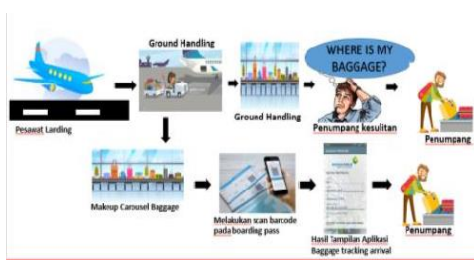 Ground Handling
WHERE IS MY
BAGGAGE?
Pesawat Landing
Ground Handling
Penumpang kesulitan
Penumpang
Makeup Carousel Baggage
Melakukan scan barcode
pada boarding pass
Hasil Tampilan Aplikasi
Baggage tracking arrival
Penumpang